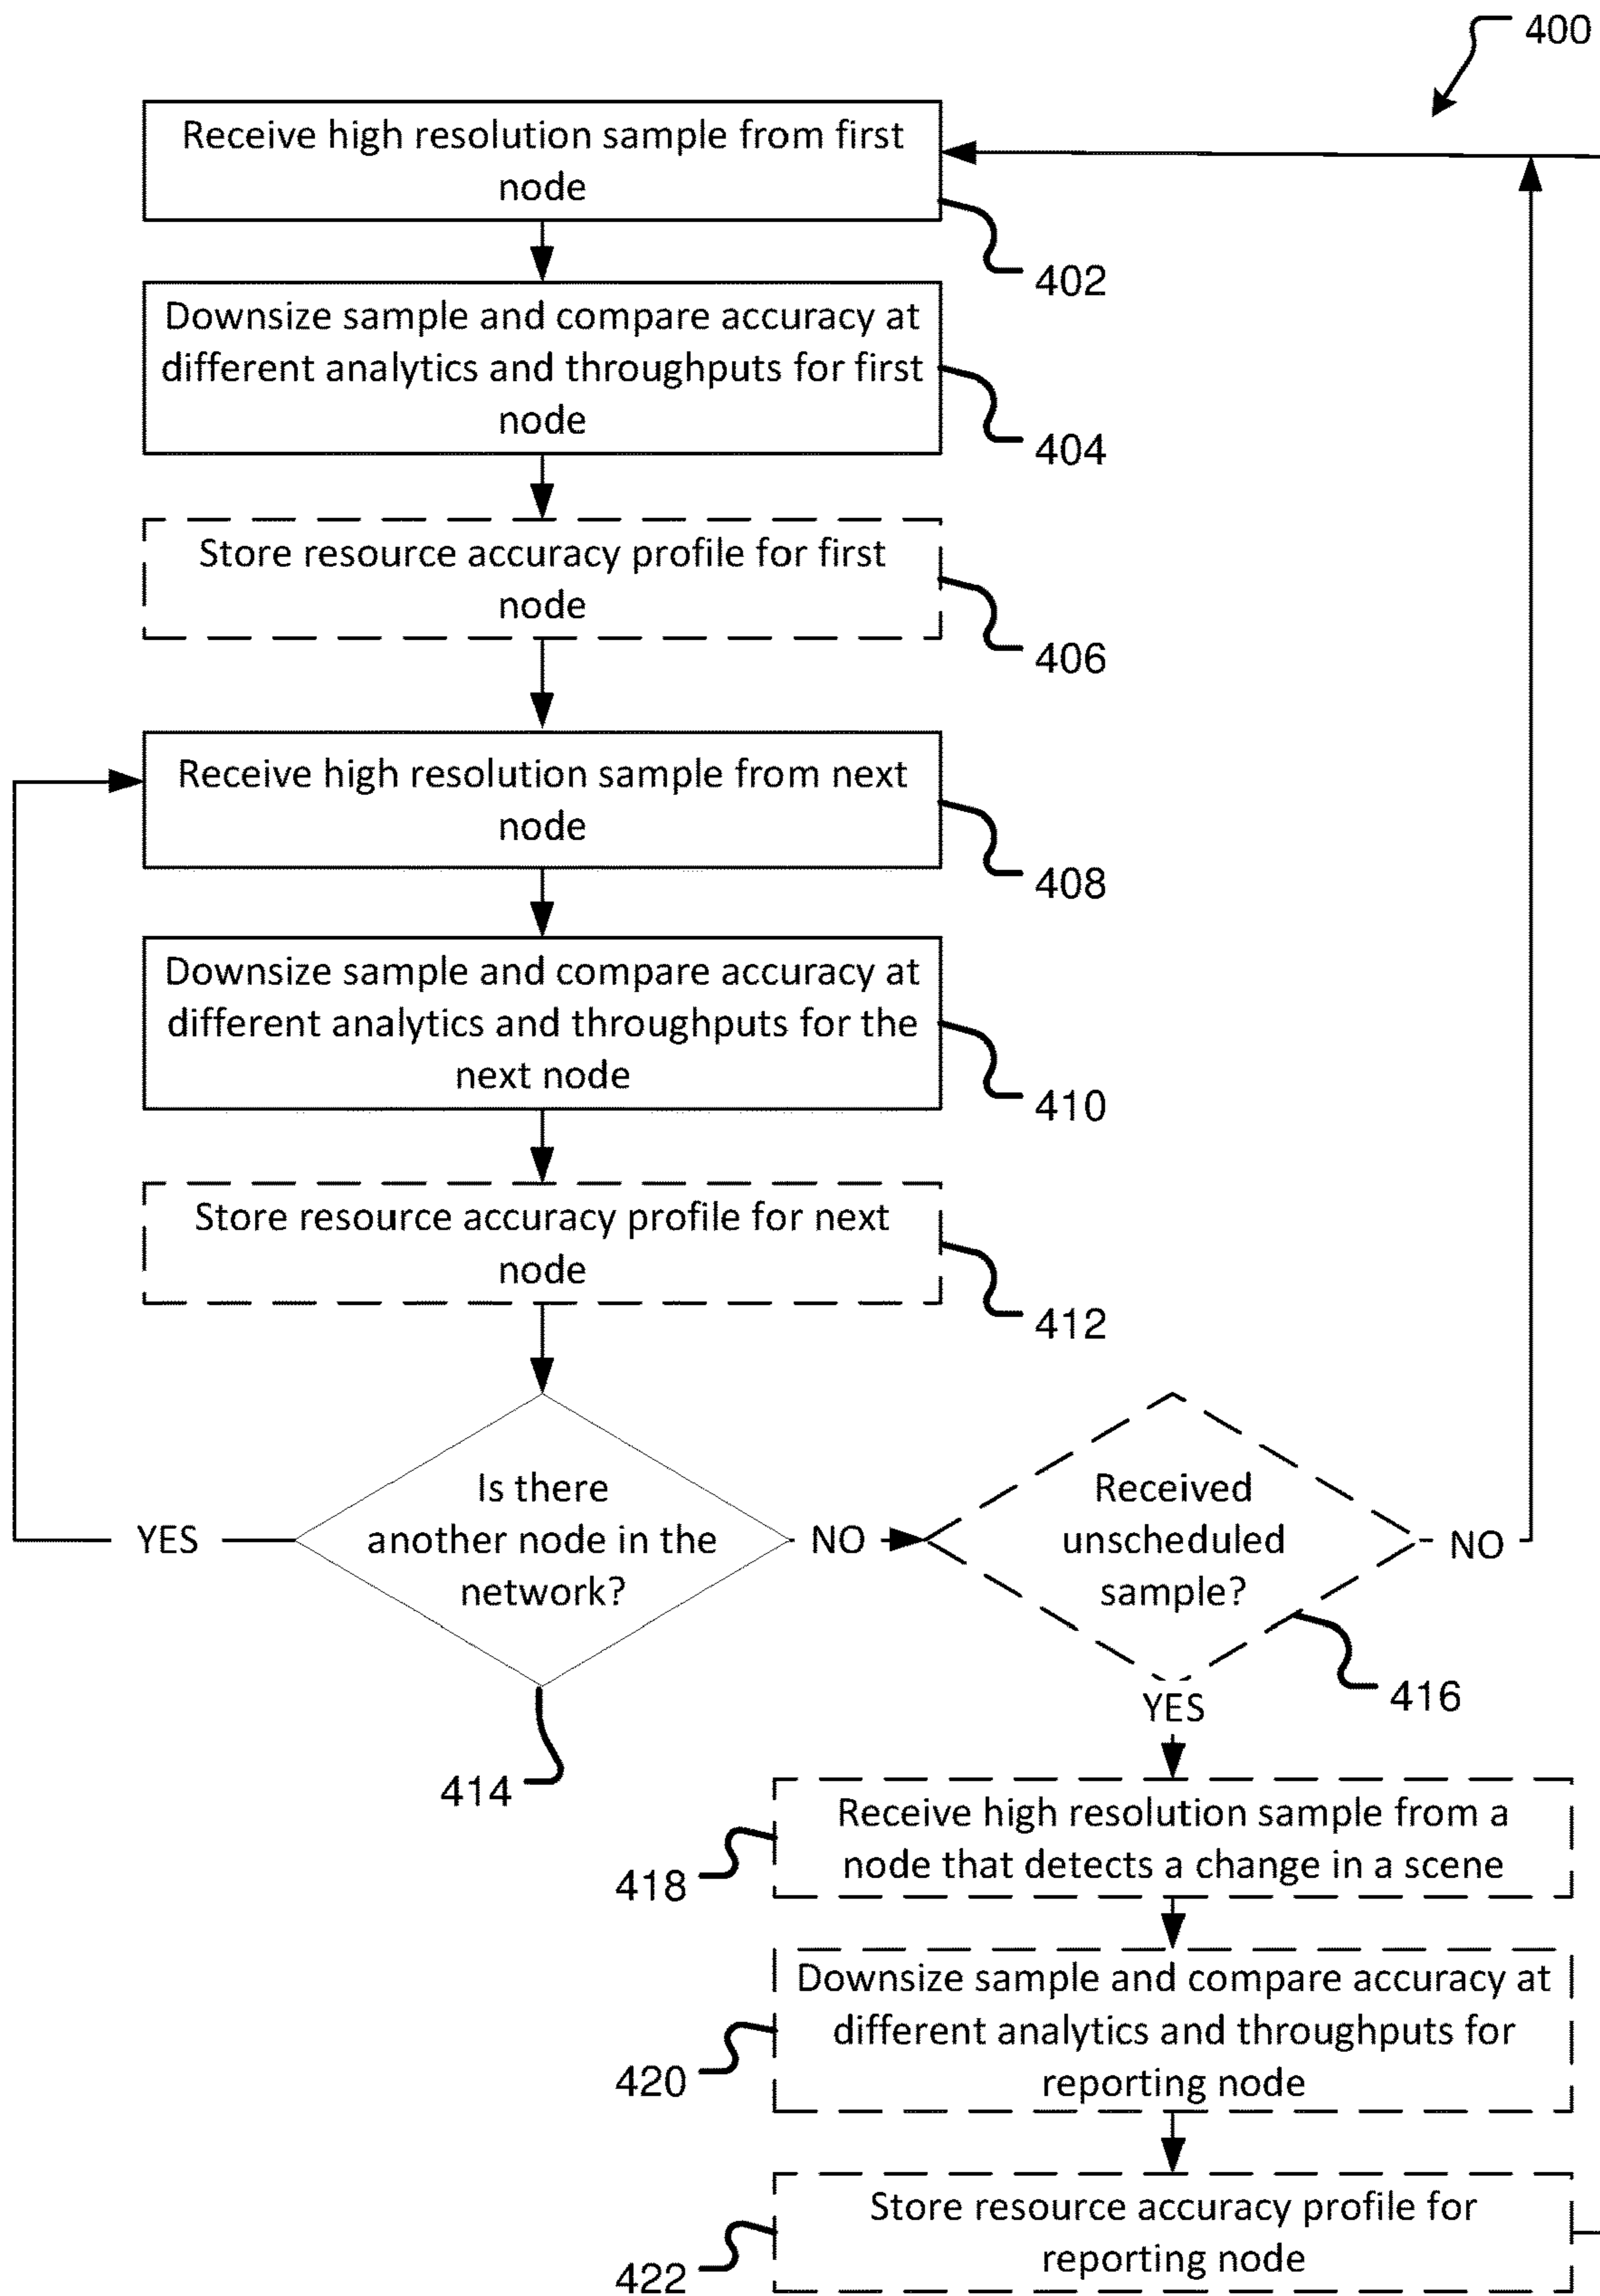 400
Receive high resolution sample from first
node
402
Downsize sample and compare accuracy at
different analytics and throughputs for first
node
404
Store resource accuracy profile for first
node
406
Receive high resolution sample from next
node
408
Downsize sample and compare accuracy at
different analytics and throughputs for the
next node
410
Store resource accuracy profile for next
node
412
Is there
another node in the
network?
YES
NO
414
Received
unscheduled
sample?
NO
YES
416
Receive high resolution sample from a
node that detects a change in a scene
418
Downsize sample and compare accuracy at
different analytics and throughputs for
reporting node
420
Store resource accuracy profile for
reporting node
422